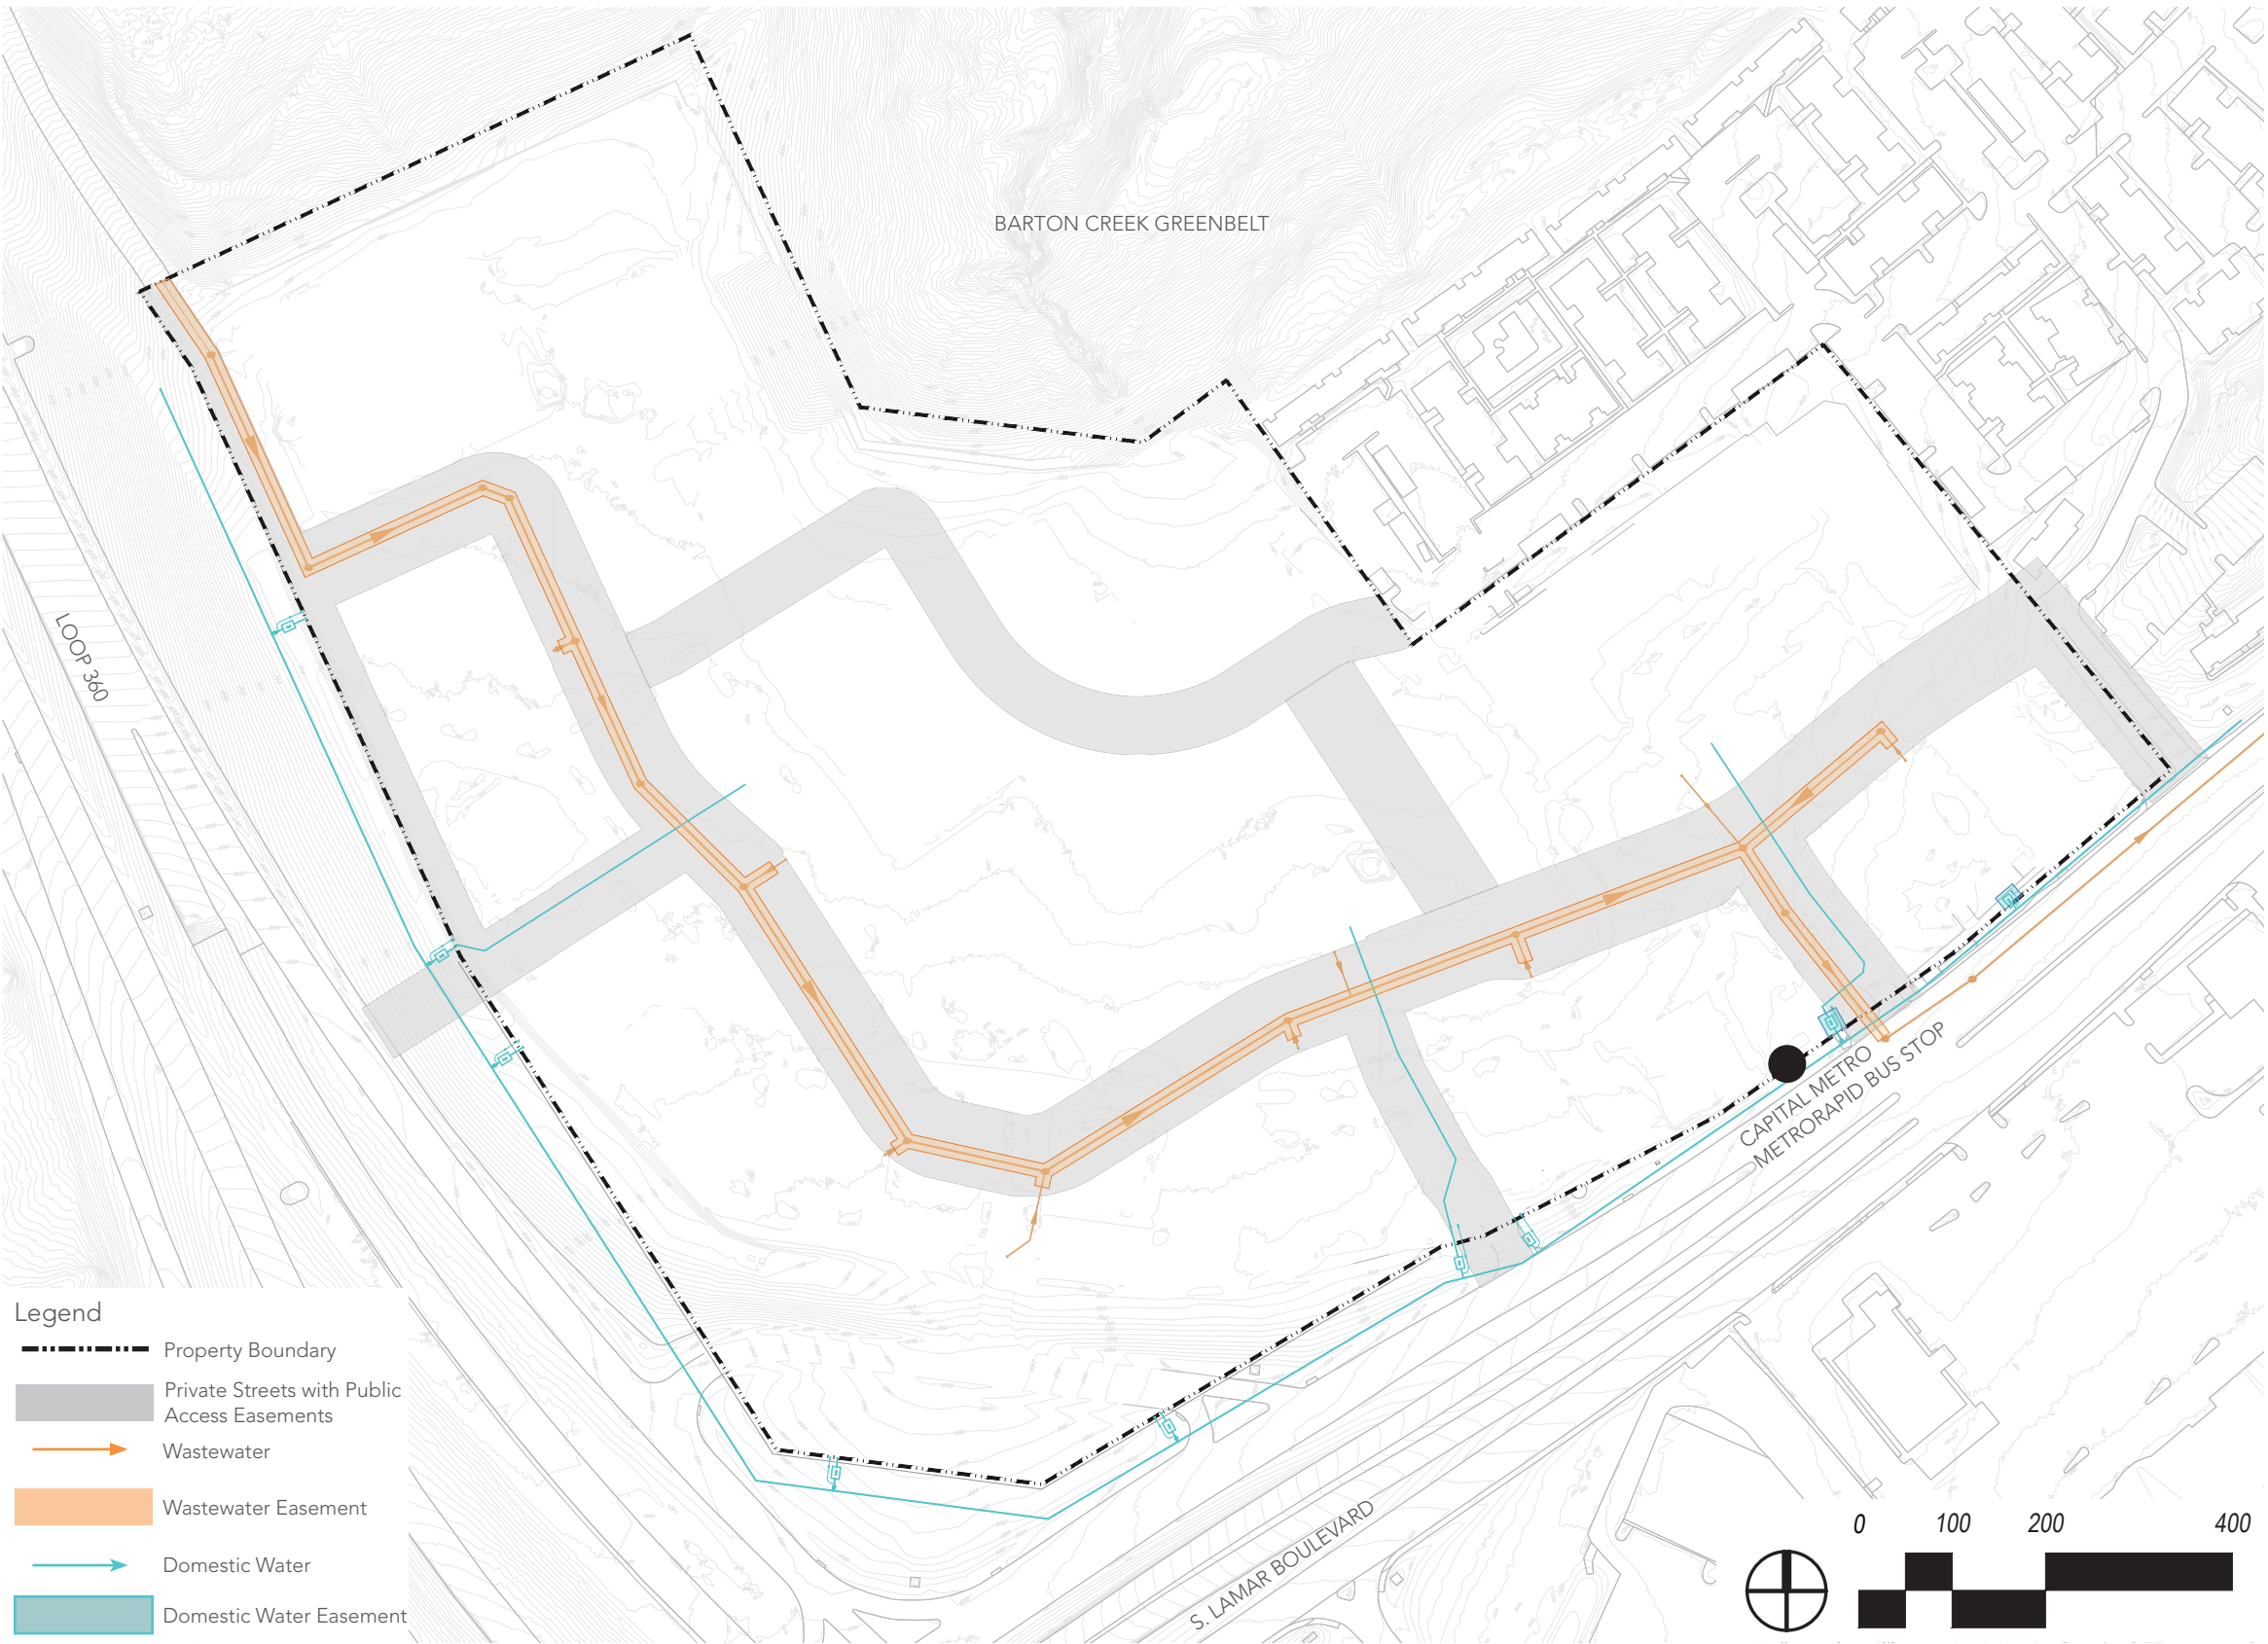 BARTON CREEK GREENBELT
LOOP 360
CAPITAL METRO
METRORAPID BUS STOP
S. LAMAR BOULEVARD
Legend
Property Boundary
Private Streets with Public
Access Easements
Wastewater
Wastewater Easement
Domestic Water
Domestic Water Easement
0 100 200 400